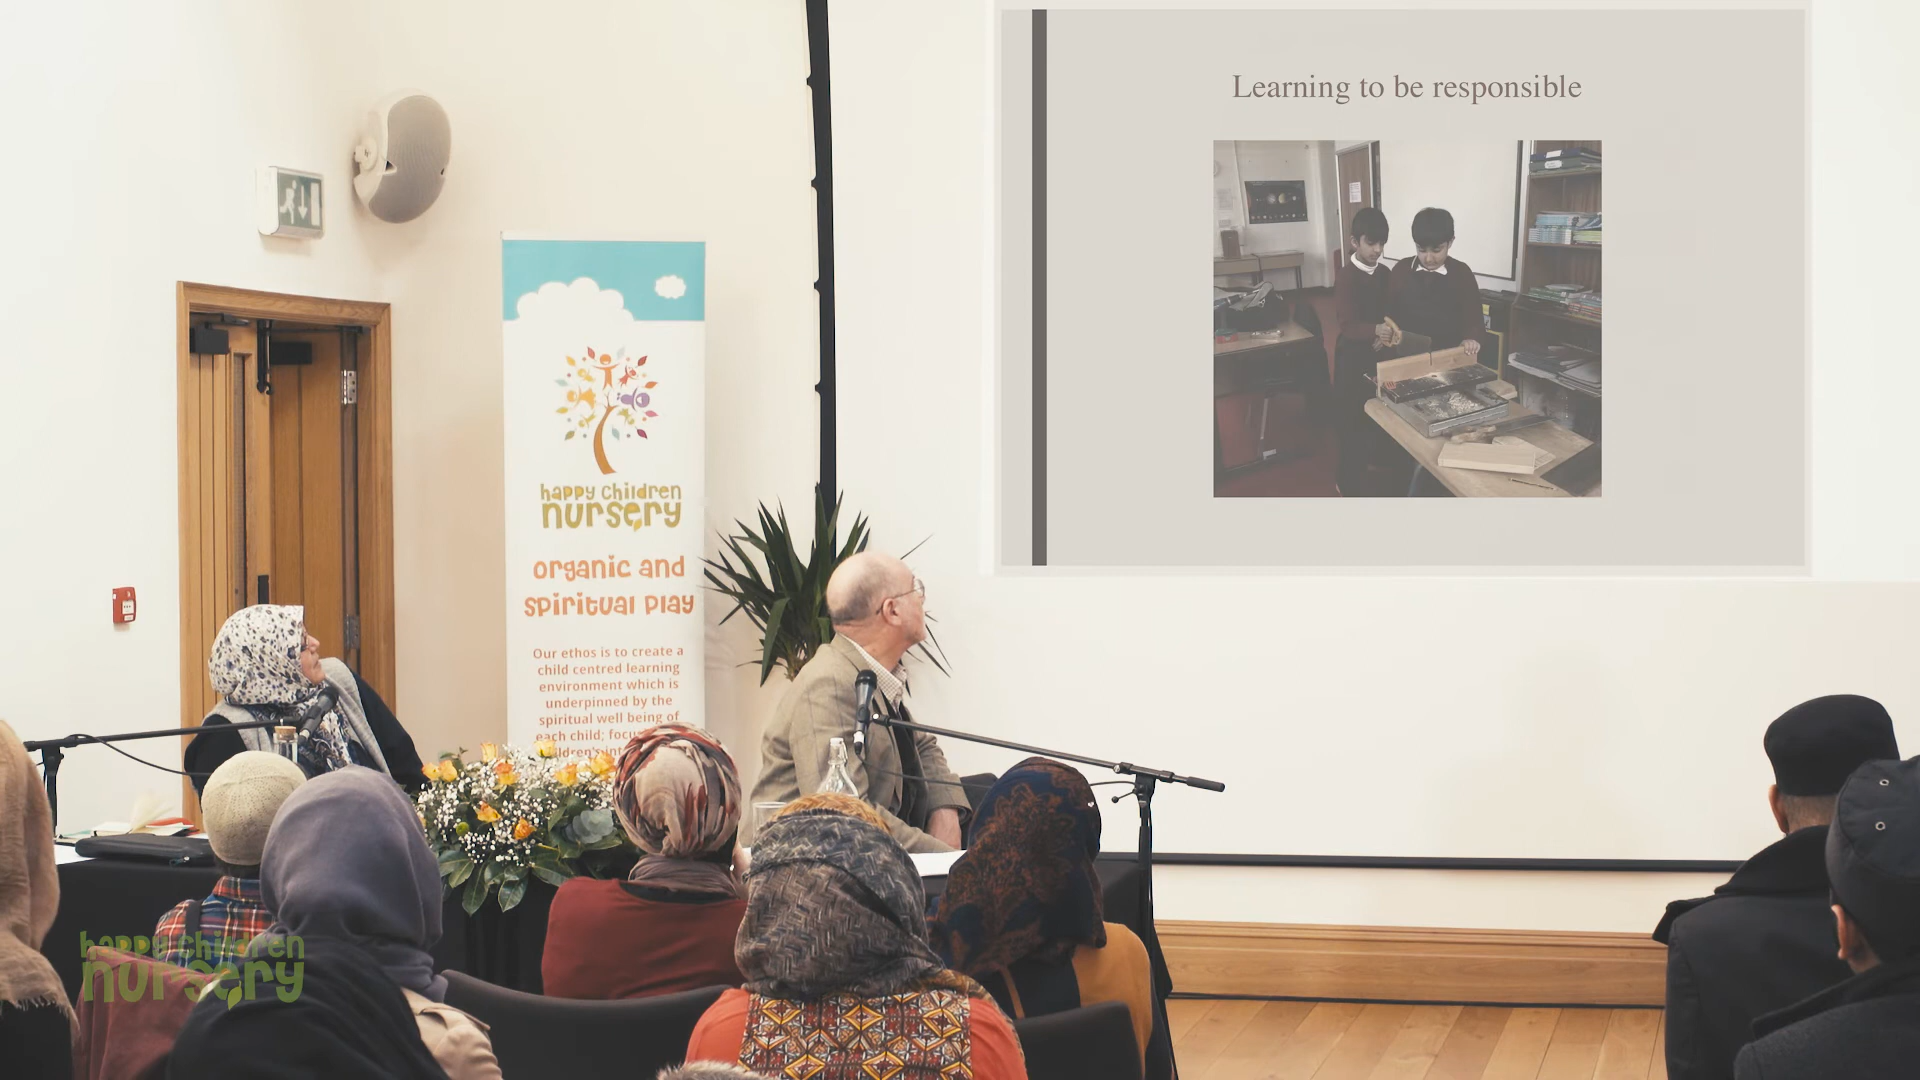 Learning to be responsible
happy children
nursery
organic and
spiritual play
Our ethos is to create a
child centred learning
environment which is
underpinned by the
spiritual well being of
each child;
happy children
nursery